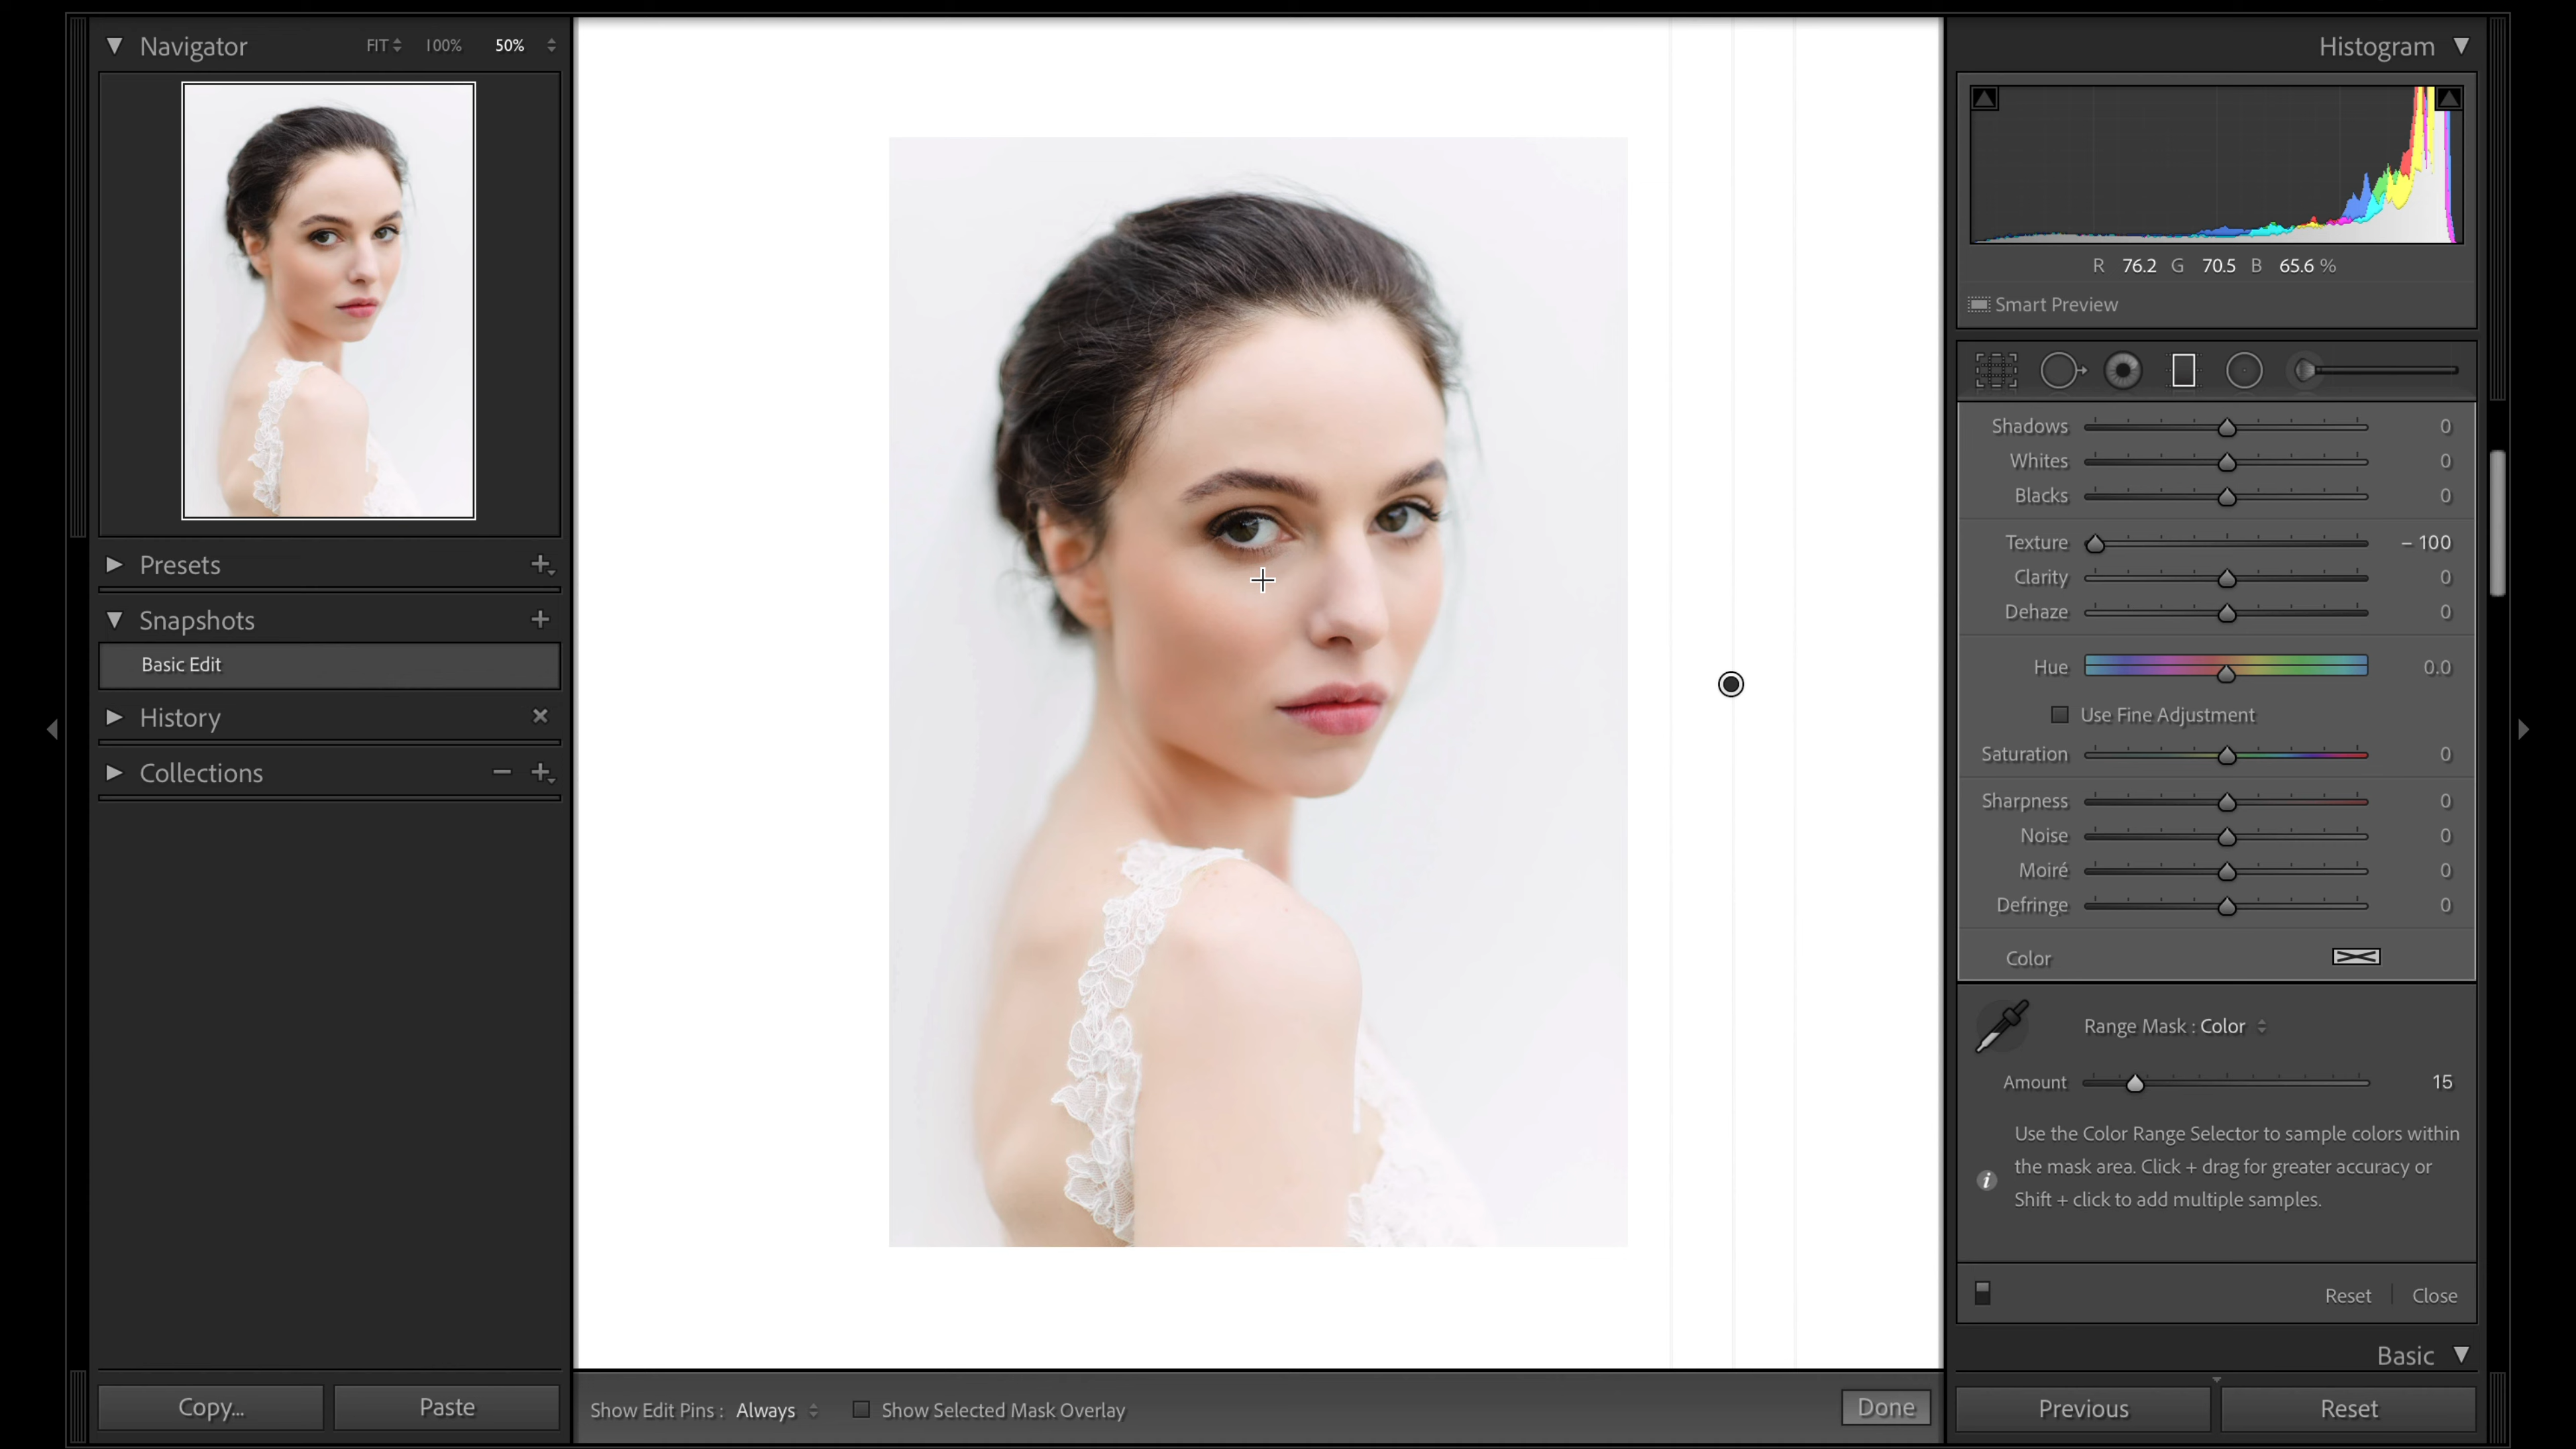 Navigator FIT 100% 50%
Presets
Snapshots
Basic Edit
History
Collections
Copy... Paste
Show Edit Pins : Always Show Selected Mask Overlay Done
Histogram
R 76.2 G 70.5 B 65.6 %
Smart Preview
Shadows 0
Whites 0
Blacks 0
Texture – 100
Clarity 0
Dehaze 0
Hue 0.0
Use Fine Adjustment
Saturation 0
Sharpness 0
Noise 0
Moiré 0
Defringe 0
Color
Range Mask : Color
Amount 15
Use the Color Range Selector to sample colors within
the mask area. Click + drag for greater accuracy or
Shift + click to add multiple samples.
Reset Close
Basic
Previous Reset